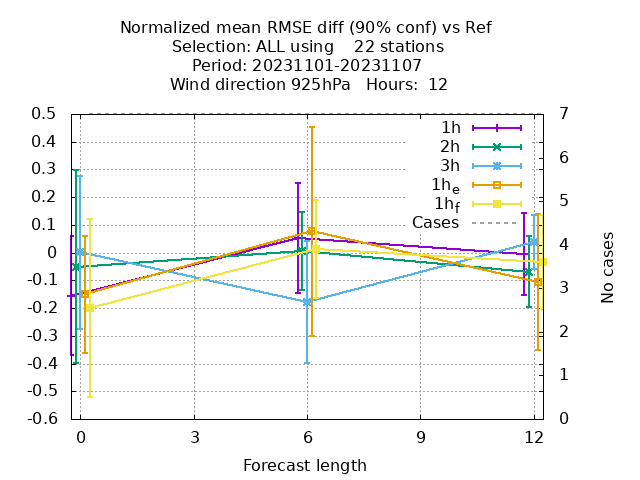 Normalized mean RMSE diff (90% conf) vs Ref
Selection: ALL using    22 stations
Period: 20231101-20231107
Wind direction 925hPa   Hours:  12
0.5
0.4
0.3
0.2
0.1
0
-0.1
-0.2
-0.3
-0.4
-0.5
-0.6
7
6
5
4
3
2
1
0
1h
2h
3h
1he
1hf
Cases
No cases
0 3 6 9 12
Forecast length